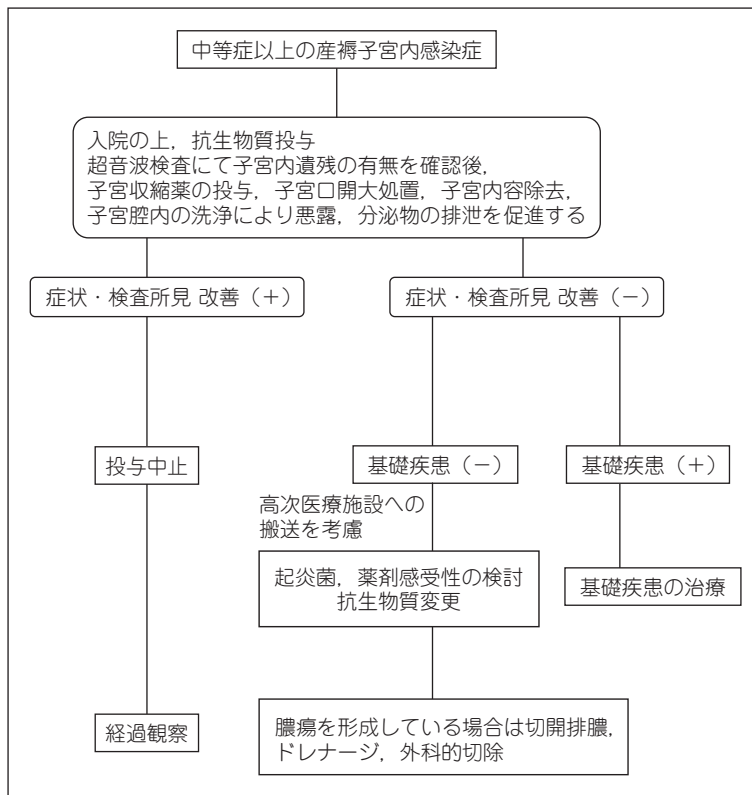 中等症以上の産褥子宮内感染症
入院の上，抗生物質投与
超音波検査にて子宮内遺残の有無を確認後，
子宮収縮薬の投与，子宮口開大処置，子宮内容除去，
子宮腔内の洗浄により悪露，分泌物の排泄を促進する
症状・検査所見 改善（＋）
症状・検査所見 改善（－）
投与中止
基礎疾患（－）
基礎疾患（＋）
高次医療施設への
搬送を考慮
起炎菌，薬剤感受性の検討
抗生物質変更
基礎疾患の治療
経過観察
膿瘍を形成している場合は切開排膿，
ドレナージ，外科的切除